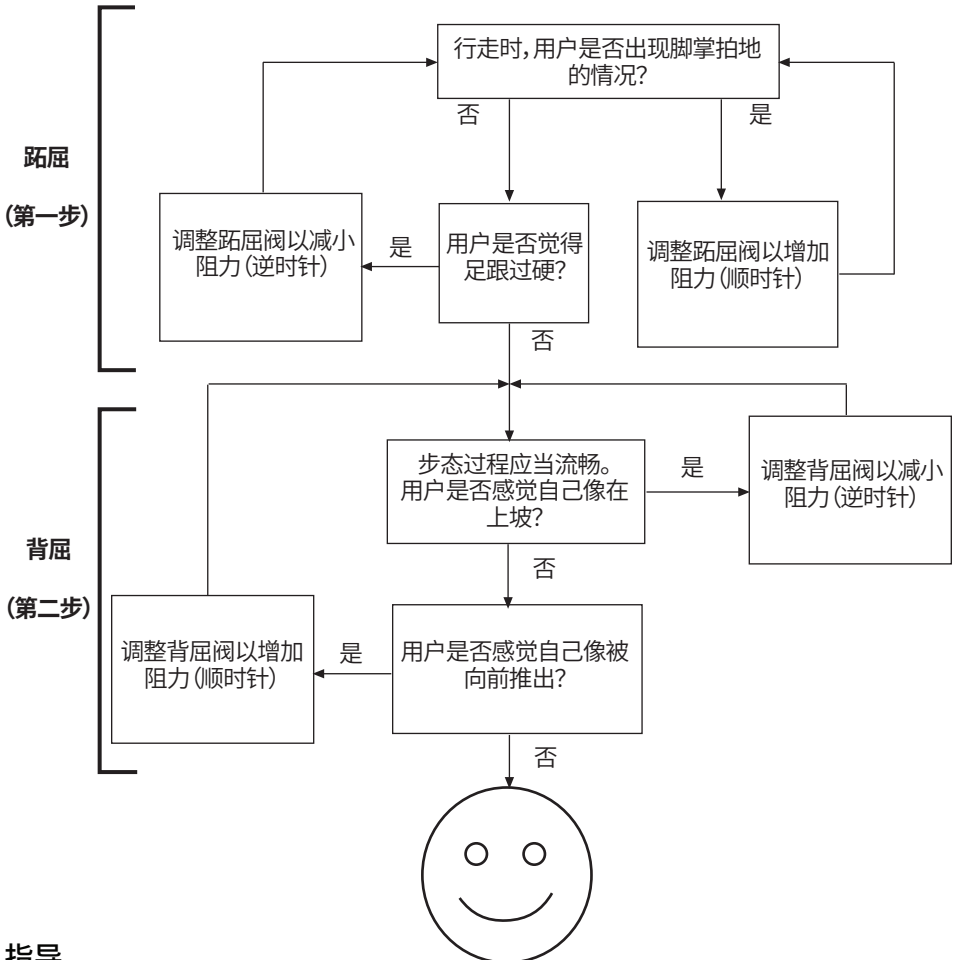 行走时，用户是否出现脚掌拍地
的情况？
否
是
跖屈
（第一步）
调整跖屈阀以减小
阻力（逆时针）
是
用户是否觉得
足跟过硬？
调整跖屈阀以增加
阻力（顺时针）
否
步态过程应当流畅。
用户是否感觉自己像在
上坡？
是
调整背屈阀以减小
阻力（逆时针）
背屈
（第二步）
否
调整背屈阀以增加
阻力（顺时针）
是
用户是否感觉自己像被
向前推出？
否
指导